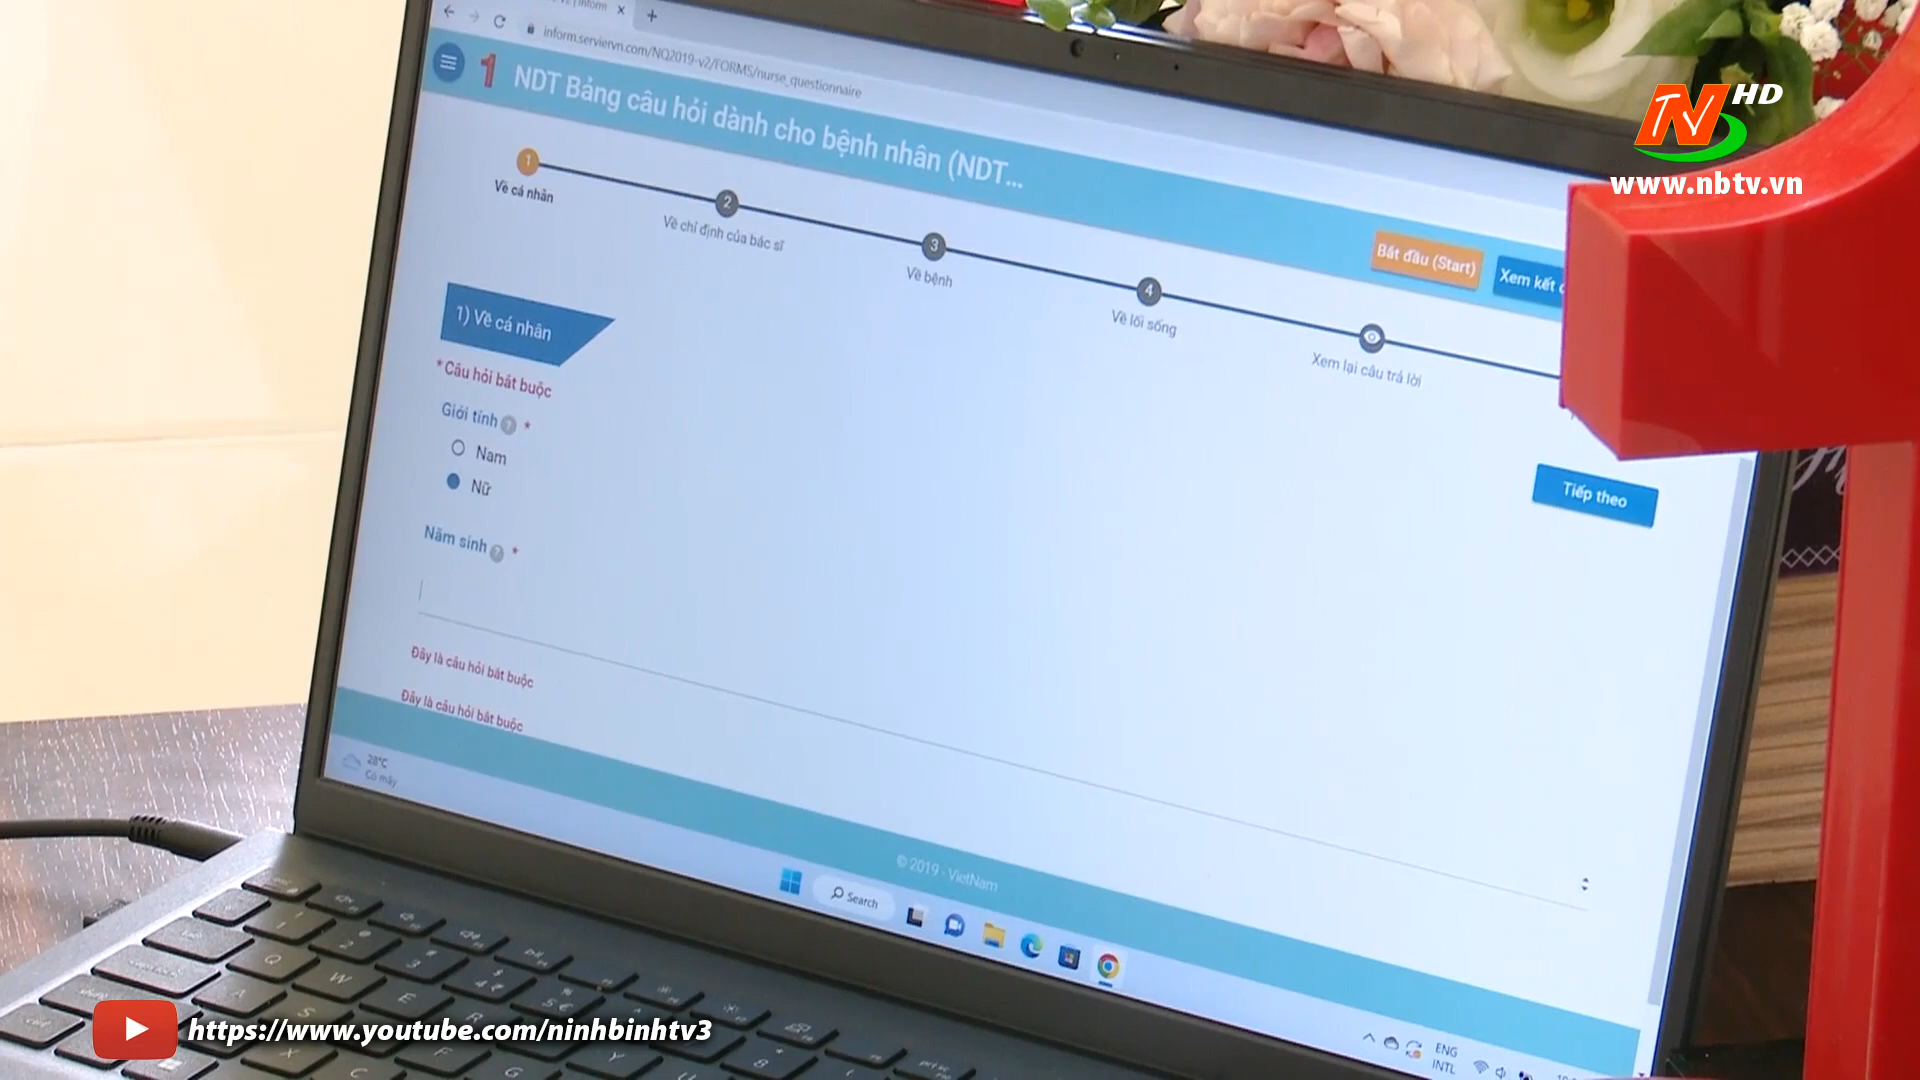 inform.serviervn.com/NQ2019-v2/FORMS/nurse_questionnaire
1 NDT Bảng câu hỏi dành cho bệnh nhân (NDT...
HD
www.nbtv.vn
Bắt đầu (Start)
Xem kết
1
Về cá nhân
2
Về chỉ định của bác sĩ
3
Về bệnh
4
Về lối sống
Xem lại câu trả lời
1) Về cá nhân
* Câu hỏi bắt buộc
Giới tính ? *
Nam
Nữ
Tiếp theo
Năm sinh ? *
Đây là câu hỏi bắt buộc
Đây là câu hỏi bắt buộc
28°C
Có mây
© 2019 - VietNam
Search
ENG
INTL
https://www.youtube.com/ninhbinhtv3